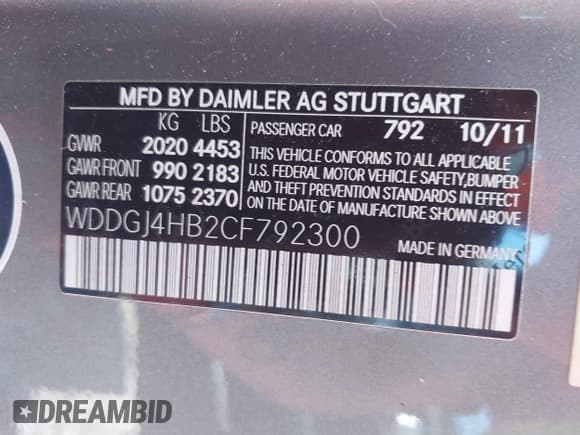 MFD BY DAIMLER AG STUTTGART
KG LBS
GVWR 2020 4453
GAWR FRONT 990 2183
GAWR REAR 1075 2370
PASSENGER CAR 792 10/11
THIS VEHICLE CONFORMS TO ALL APPLICABLE
U.S. FEDERAL MOTOR VEHICLE SAFETY,BUMPER
AND THEFT PREVENTION STANDARDS IN EFFECT
ON THE DATE OF MANUFACTURE SHOWN ABOVE
WDDGJ4HB2CF792300
MADE IN GERMANY
DREAMBID